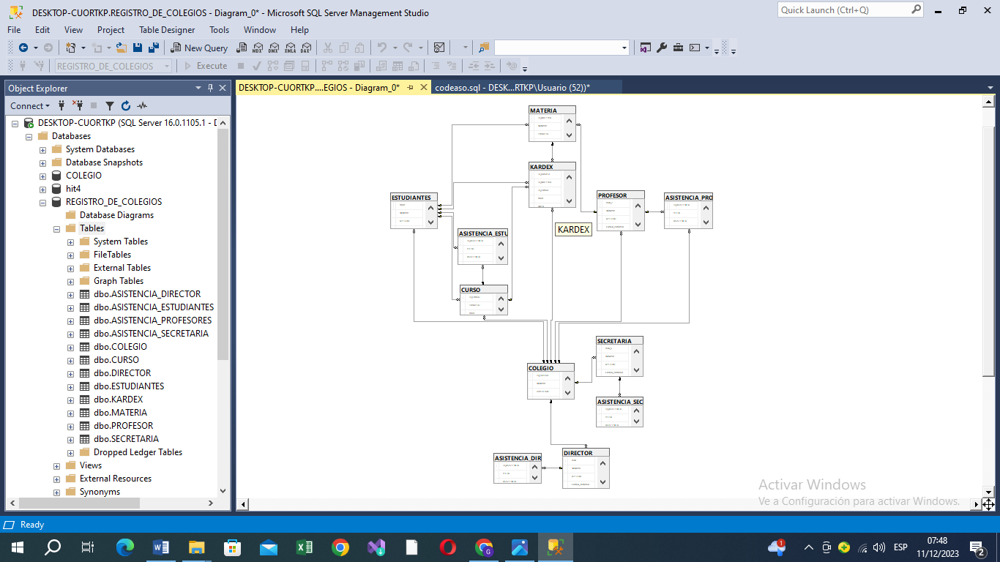 DESKTOP-CUORTKP.REGISTRO_DE_COLEGIOS - Diagram_0* - Microsoft SQL Server Management Studio
Quick Launch (Ctrl+Q)
File Edit View Project Table Designer Tools Window Help
New Query MDX DMX XMLA DAX
REGISTRO_DE_COLEGIOS Execute
Object Explorer
DESKTOP-CUORTKP....EGIOS - Diagram_0* codeaso.sql - DESK...RTKP\Usuario (52))*
Connect
DESKTOP-CUORTKP (SQL Server 16.0.1105.1 - D
Databases
System Databases
Database Snapshots
COLEGIO
hit4
REGISTRO_DE_COLEGIOS
Database Diagrams
Tables
System Tables
FileTables
External Tables
Graph Tables
dbo.ASISTENCIA_DIRECTOR
dbo.ASISTENCIA_ESTUDIANTES
dbo.ASISTENCIA_PROFESORES
dbo.ASISTENCIA_SECRETARIA
dbo.COLEGIO
dbo.CURSO
dbo.DIRECTOR
dbo.ESTUDIANTES
dbo.KARDEX
dbo.MATERIA
dbo.PROFESOR
dbo.SECRETARIA
Dropped Ledger Tables
Views
External Resources
Synonyms
MATERIA
KARDEX
ESTUDIANTES
PROFESOR
ASISTENCIA_PRO
KARDEX
ASISTENCIA_ESTU
CURSO
SECRETARIA
COLEGIO
ASISTENCIA_SEC
DIRECTOR
ASISTENCIA_DIR
Activar Windows
Ve a Configuración para activar Windows.
Ready
1
ESP
07:48
11/12/2023
2